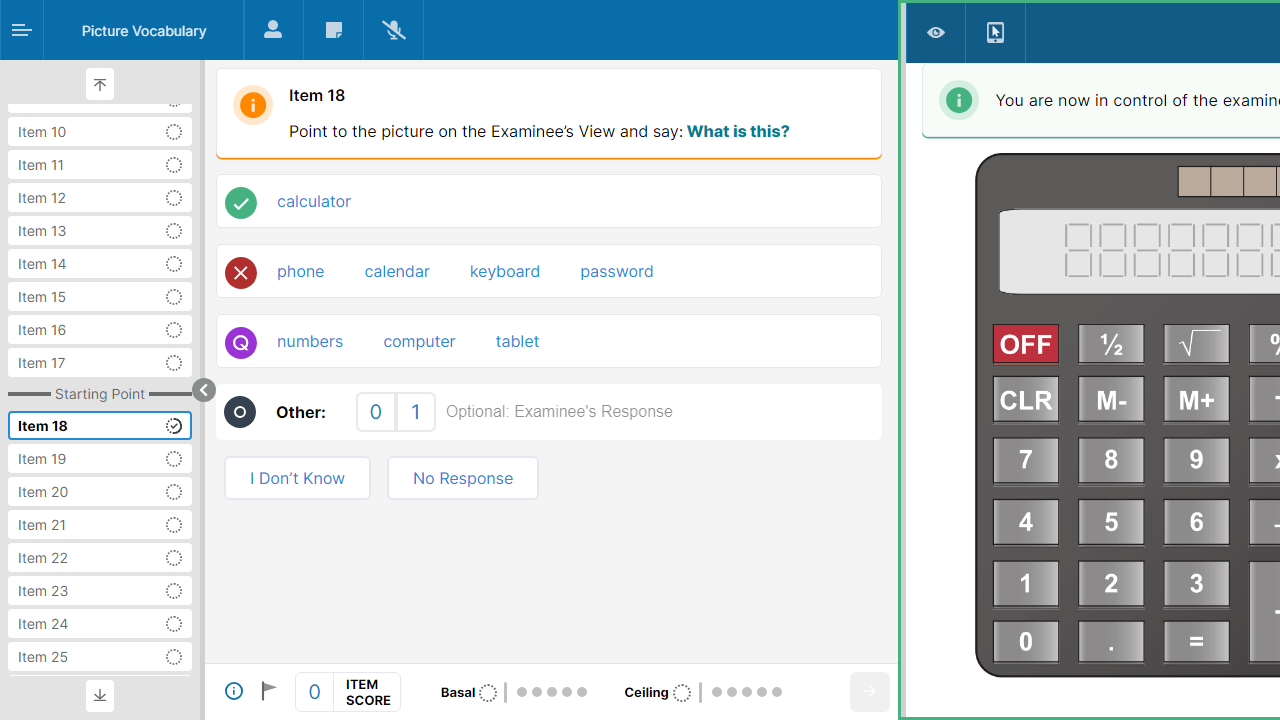 Picture Vocabulary
Item 10
Item 11
Item 12
Item 13
Item 14
Item 15
Item 16
Item 17
Starting Point
Item 18
Item 19
Item 20
Item 21
Item 22
Item 23
Item 24
Item 25
Item 18
Point to the picture on the Examinee’s View and say: What is this?
calculator
phone calendar keyboard password
Q numbers computer tablet
Other: 0 1 Optional: Examinee's Response
I Don’t Know No Response
0 ITEM SCORE Basal Ceiling
You are now in control of the
OFF ½ √
CLR M- M+
7 8 9
4 5 6
1 2 3
0 . =